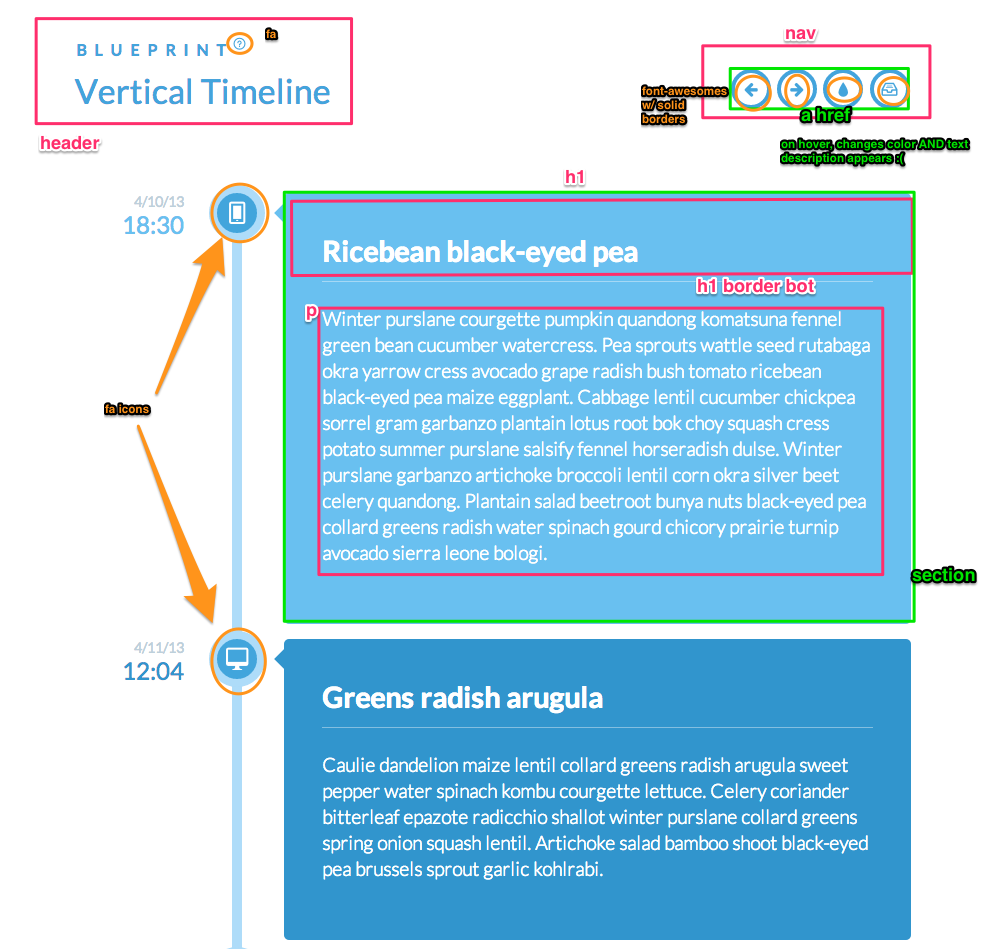 fa
BLUEPRINT ?
Vertical Timeline
header
nav
font-awesomes
w/ solid
borders
a href
on hover, changes color AND text
description appears :(
h1
4/10/13
18:30
Ricebean black-eyed pea
h1 border bot
p
Winter purslane courgette pumpkin quandong komatsuna fennel
green bean cucumber watercress. Pea sprouts wattle seed rutabaga
okra yarrow cress avocado grape radish bush tomato ricebean
black-eyed pea maize eggplant. Cabbage lentil cucumber chickpea
sorrel gram garbanzo plantain lotus root bok choy squash cress
potato summer purslane salsify fennel horseradish dulse. Winter
purslane garbanzo artichoke broccoli lentil corn okra silver beet
celery quandong. Plantain salad beetroot bunya nuts black-eyed pea
collard greens radish water spinach gourd chicory prairie turnip
avocado sierra leone bologi.
fa icons
section
4/11/13
12:04
Greens radish arugula
Caulie dandelion maize lentil collard greens radish arugula sweet
pepper water spinach kombu courgette lettuce. Celery coriander
bitterleaf epazote radicchio shallot winter purslane collard greens
spring onion squash lentil. Artichoke salad bamboo shoot black-eyed
pea brussels sprout garlic kohlrabi.